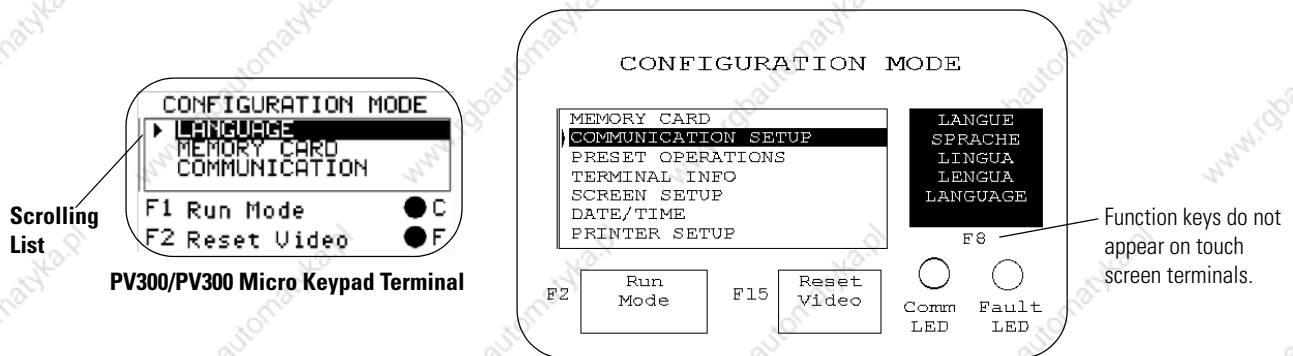 CONFIGURATION MODE
LANGUAGE
MEMORY CARD
COMMUNICATION
F1 Run Mode C
F2 Reset Video F
Scrolling
List
PV300/PV300 Micro Keypad Terminal
CONFIGURATION MODE
MEMORY CARD
COMMUNICATION SETUP
PRESET OPERATIONS
TERMINAL INFO
SCREEN SETUP
DATE/TIME
PRINTER SETUP
LANGUE
SPRACHE
LINGUA
LENGUA
LANGUAGE
F8
F2
Run
Mode
F15
Reset
Video
Comm
LED
Fault
LED
Function keys do not
appear on touch
screen terminals.
www.rgbautomatyka.pl